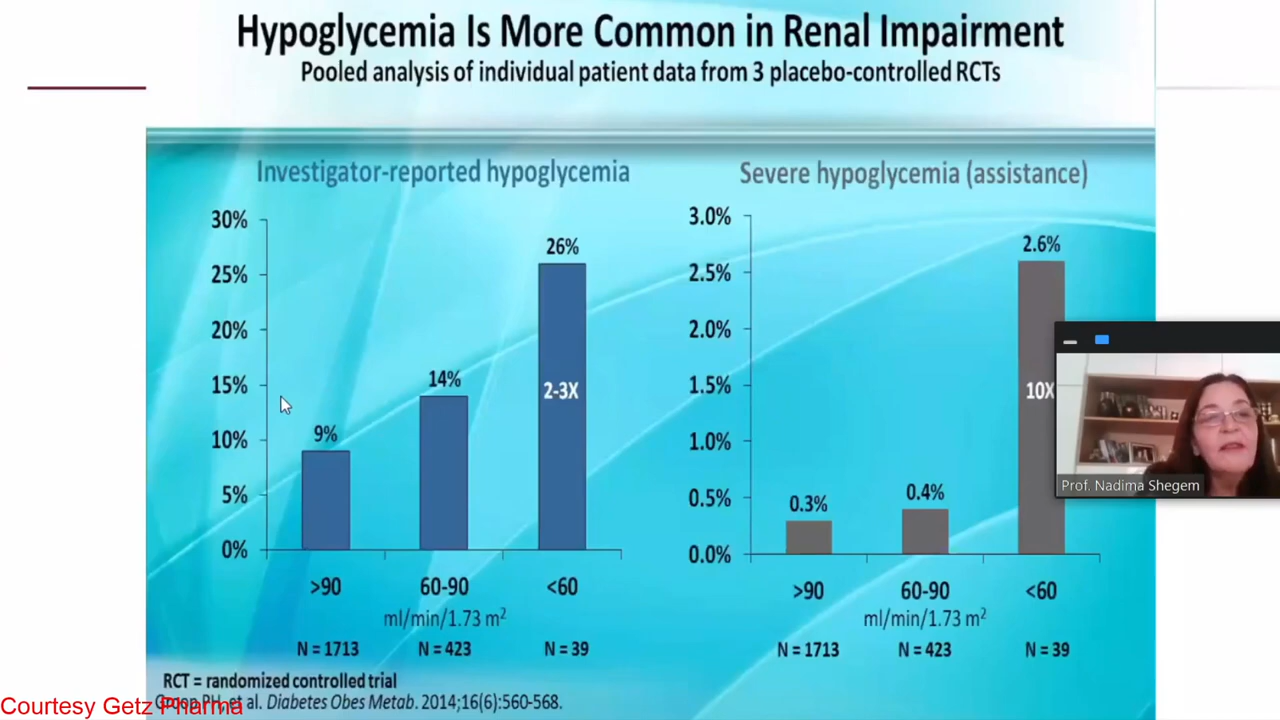 Hypoglycemia Is More Common in Renal Impairment
Pooled analysis of individual patient data from 3 placebo-controlled RCTs
Investigator-reported hypoglycemia
30%
25%
20%
15%
10%
5%
0%
9%
14%
26%
2-3X
>90
60-90
<60
ml/min/1.73 m²
N = 1713
N = 423
N = 39
Severe hypoglycemia (assistance)
3.0%
2.5%
2.0%
1.5%
1.0%
0.5%
0.0%
0.3%
0.4%
2.6%
10X
>90
60-90
<60
ml/min/1.73 m²
N = 1713
N = 423
N = 39
Prof. Nadima Shegem
RCT = randomized controlled trial
et al. Diabetes Obes Metab. 2014;16(6):560-568.
Courtesy Getz Pharma